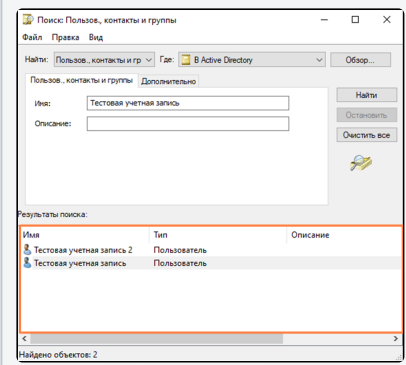 Поиск: Пользов., контакты и группы
Файл Правка Вид
Найти: Пользов., контакты и гр Где: В Active Directory Обзор...
Пользов., контакты и группы Дополнительно
Имя: Тестовая учетная запись
Описание:
Найти
Остановить
Очистить все
Результаты поиска:
Имя Тип Описание
Тестовая учетная запись 2 Пользователь
Тестовая учетная запись Пользователь
Найдено объектов: 2